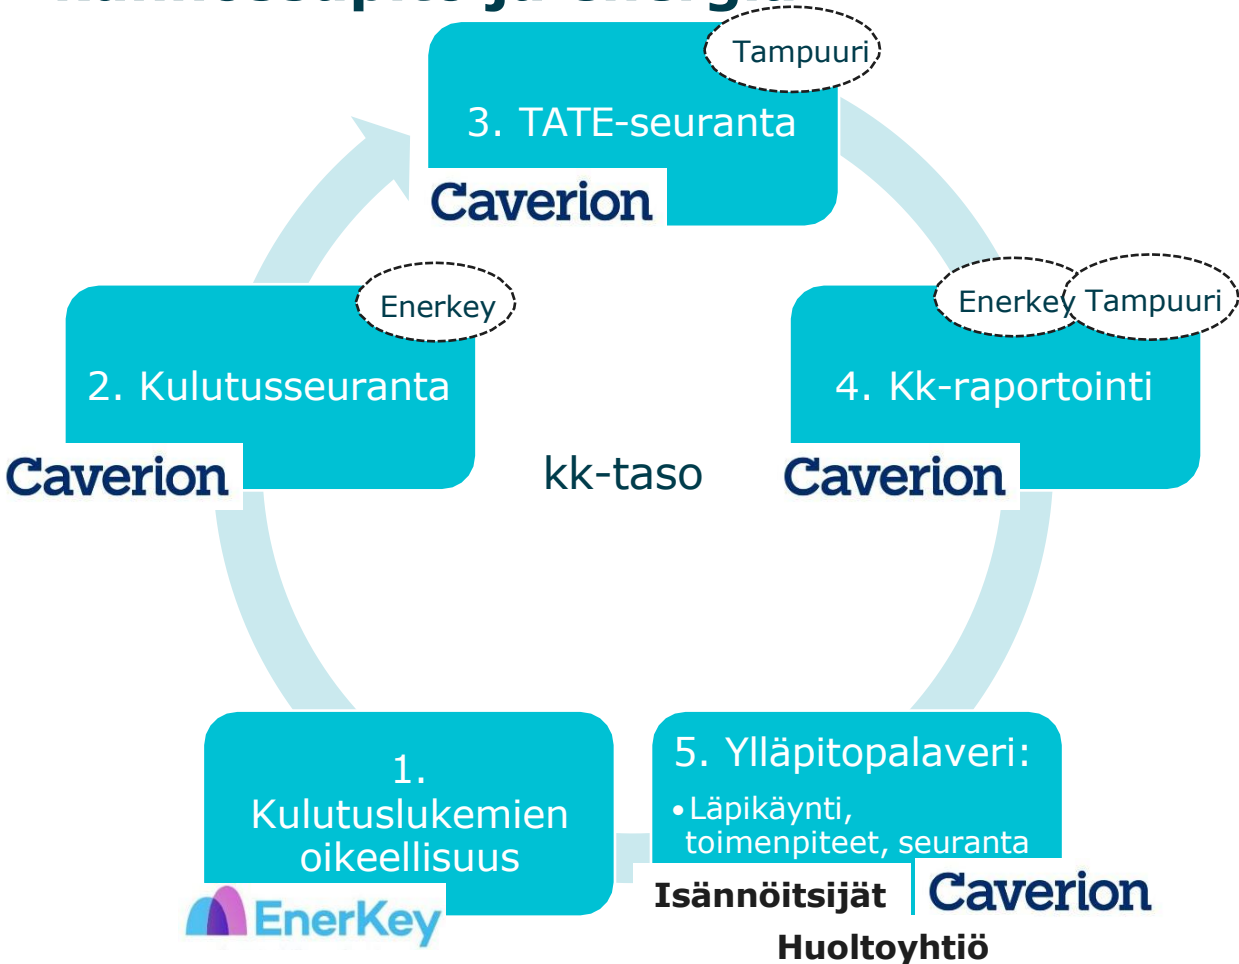 Tampuuri
3. TATE-seuranta
Caverion
Enerkey
Enerkey Tampuuri
2. Kulutusseuranta
4. Kk-raportointi
Caverion
kk-taso
Caverion
1.
Kulutuslukemien
oikeellisuus
EnerKey
5. Ylläpitopalaveri:
•Läpikäynti,
toimenpiteet, seuranta
Isännöitsijät
Caverion
Huoltoyhtiö